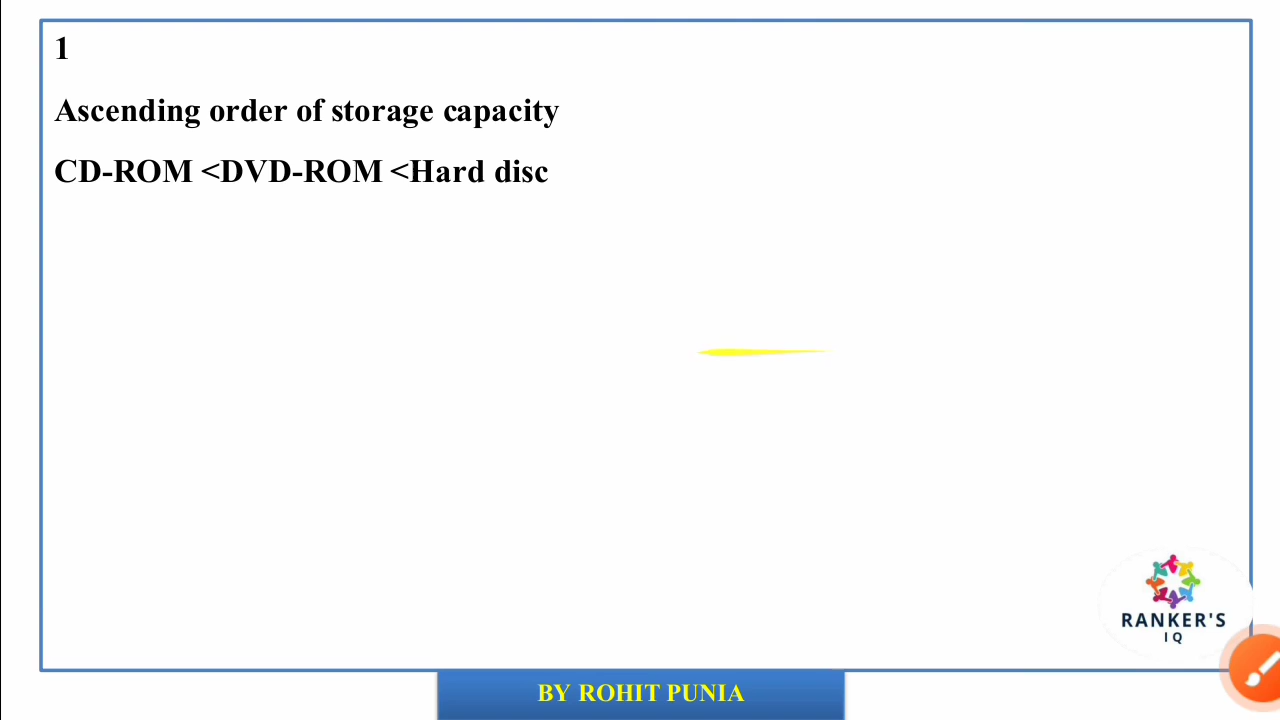 1
Ascending order of storage capacity
CD-ROM <DVD-ROM <Hard disc
RANKER'S
IQ
BY ROHIT PUNIA